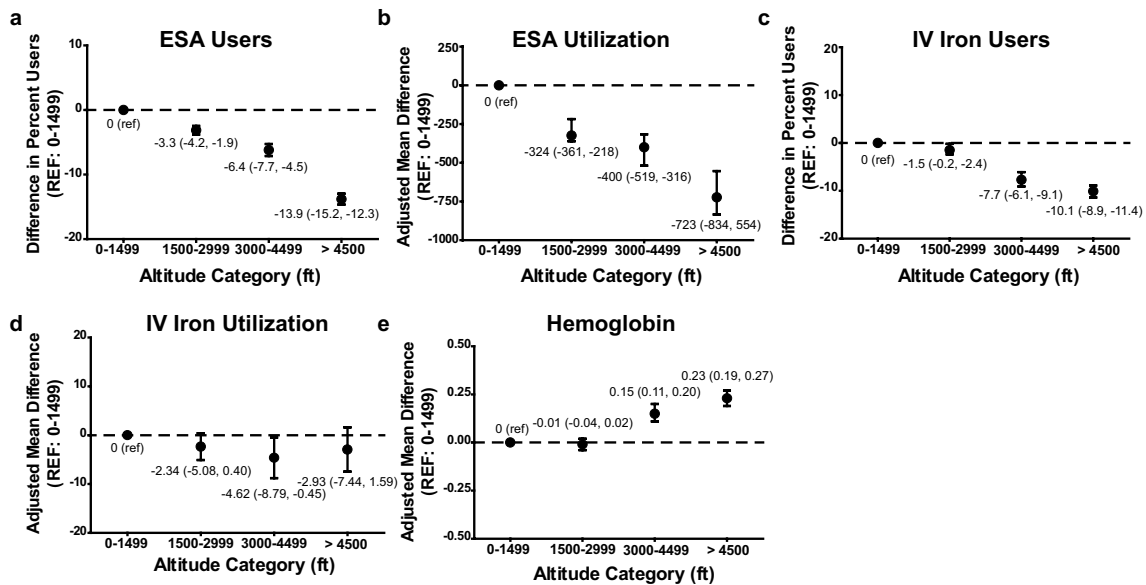 a
ESA Users
Difference in Percent Users
(REF: 0-1499)
10
0
-10
-20
0 (ref)
-3.3 (-4.2, -1.9)
-6.4 (-7.7, -4.5)
-13.9 (-15.2, -12.3)
0-1499 1500-2999 3000-4499 > 4500
Altitude Category (ft)
b
ESA Utilization
Adjusted Mean Difference
(REF: 0-1499)
250
0
-250
-500
-750
-1000
0 (ref)
-324 (-361, -218)
-400 (-519, -316)
-723 (-834, 554)
0-1499 1500-2999 3000-4499 > 4500
Altitude Category (ft)
c
IV Iron Users
Difference in Percent Users
(REF: 0-1499)
20
10
0
-10
-20
0 (ref)
-1.5 (-0.2, -2.4)
-7.7 (-6.1, -9.1)
-10.1 (-8.9, -11.4)
0-1499 1500-2999 3000-4499 > 4500
Altitude Category (ft)
d
IV Iron Utilization
Adjusted Mean Difference
(REF: 0-1499)
20
10
0
-10
-20
0 (ref)
-2.34 (-5.08, 0.40)
-4.62 (-8.79, -0.45)
-2.93 (-7.44, 1.59)
0-1499 1500-2999 3000-4499 > 4500
Altitude Category (ft)
e
Hemoglobin
Adjusted Mean Difference
(REF: 0-1499)
0.50
0.25
0.00
-0.25
-0.50
0 (ref)
-0.01 (-0.04, 0.02)
0.15 (0.11, 0.20)
0.23 (0.19, 0.27)
0-1499 1500-2999 3000-4499 > 4500
Altitude Category (ft)